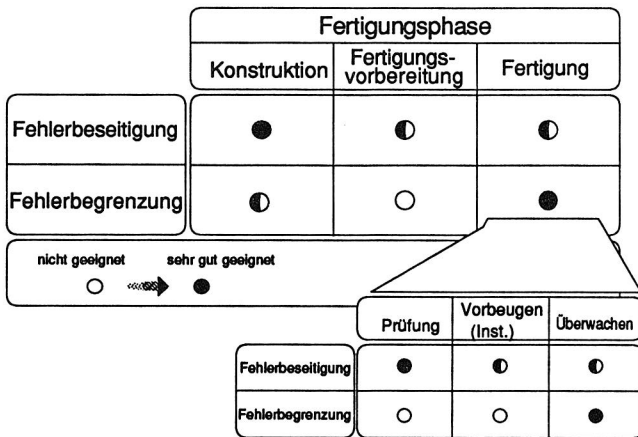 Fertigungsphase
Konstruktion
Fertigungs-
vorbereitung
Fertigung
Fehlerbeseitigung
Fehlerbegrenzung
nicht geeignet
sehr gut geeignet
Prüfung
Vorbeugen
(Inst.)
Überwachen
Fehlerbeseitigung
Fehlerbegrenzung